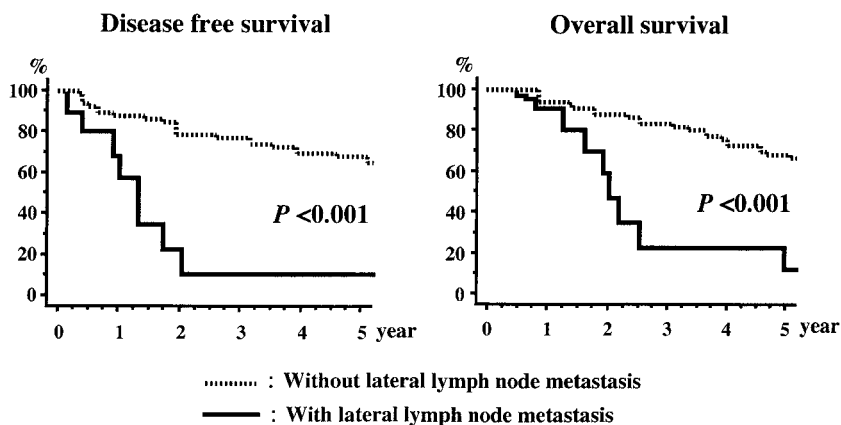 Disease free survival
%
100
80
60
40
20
0
P <0.001
0 1 2 3 4 5 year
Overall survival
%
100
80
60
40
20
0
P <0.001
0 1 2 3 4 5 year
: Without lateral lymph node metastasis
: With lateral lymph node metastasis